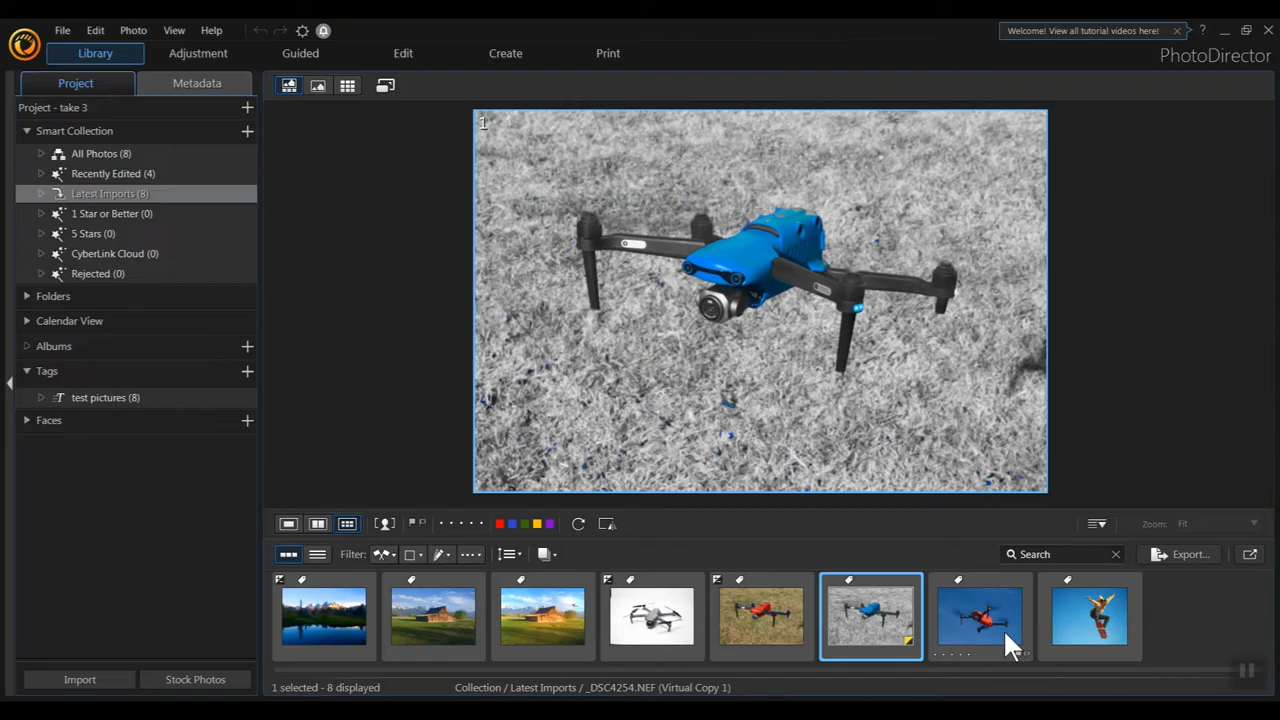 File Edit Photo View Help
Welcome! View all tutorial videos here!
?
Library Adjustment Guided Edit Create Print
PhotoDirector
Project Metadata
Project - take 3
Smart Collection
All Photos (8)
Recently Edited (4)
Latest Imports (8)
1 Star or Better (0)
5 Stars (0)
CyberLink Cloud (0)
Rejected (0)
Folders
Calendar View
Albums
Tags
test pictures (8)
Faces
1
Zoom: Fit
Filter:
Search
Export...
Import Stock Photos
1 selected - 8 displayed
Collection / Latest Imports / _DSC4254.NEF (Virtual Copy 1)